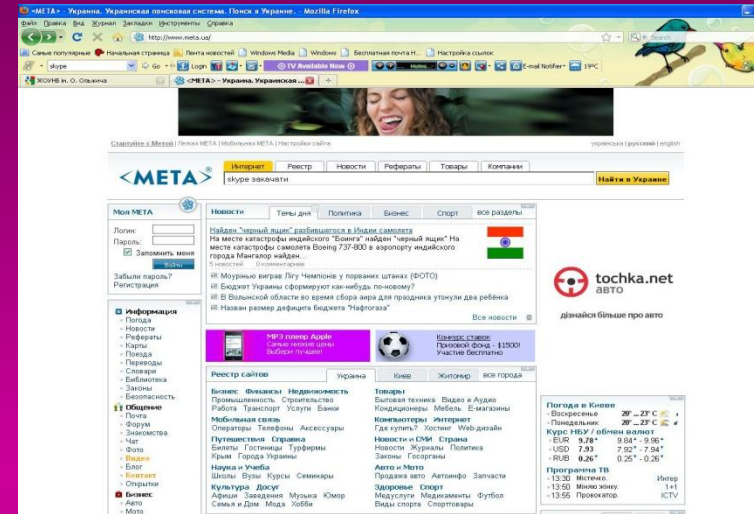 <META> - Украина. Украинская поисковая система. Поиск в Украине. - Mozilla Firefox
Файл Правка Вид Журнал Закладки Инструменты Справка
http://www.meta.ua/
Search
Самые популярные Начальная страница Лента новостей Windows Media Windows Бесплатная почта H... Настройка ссылок
skype Go Login TV Available Now E-mail Notifier 19°C
ЖОУНБ ім. О. Ольжича <META> - Украина. Украинская ...
Стартуйте с Метой | Легкая МЕТА | Мобильная МЕТА | Настройки сайта
українська | русский | english
<META>
Интернет Реестр Новости Рефераты Товары Компании
skype закачати
Найти в Украине
Моя МЕТА
Логин:
Пароль:
Запомнить меня
Войти
Забыли пароль?
Регистрация
Новости Темы дня Политика Бизнес Спорт все разделы
Найден "черный ящик" разбившегося в Индии самолета
На месте катастрофы индийского "Боинга" найден "черный ящик" На
месте катастрофы самолета Boeing 737-800 в аэропорту индийского
города Мангалор найден...
5 новостей 0 комментариев
Моуринью виграв Лігу Чемпіонів у порваних штанах (ФОТО)
Бюджет Украины сформируют как-нибудь по-новому?
В Волынской области во время сбора аира для праздника утонули два ребёнка
Назван размер дефицита бюджета "Нафтогаза"
Все новости
tochka.net
авто
дізнайся більше про авто
MP3 плеер Apple
Самые низкие цены
Выбери лучшее!
Конкурс ставок
Призовой фонд - $1500!
Участие бесплатно
Информация
Погода
Новости
Рефераты
Карты
Поезда
Переводы
Словари
Библиотека
Законы
Безопасность
Общение
Почта
Форум
Знакомства
Чат
Фото
Видео
Блог
Контакт
Открытки
Бизнес
Авто
Мото
Реестр сайтов Украина Киев Житомир все города
Бизнес Финансы Недвижимость
Промышленность Строительство
Работа Транспорт Услуги Банки
Мобильная связь
Операторы Телефоны Аксессуары
Путешествия Справка
Билеты Гостиницы Турфирмы
Крым Города Украины
Наука и Учеба
Школы Вузы Курсы Семинары
Культура Досуг
Афиши Заведения Музыка Юмор
Семья и Дом Мода Хобби
Товары
Бытовая техника Видео и Аудио
Кондиционеры Мебель Е-магазины
Компьютеры Интернет
Где купить? Хостинг Web-дизайн
Новости и СМИ Страна
Новости Журналы Политика
Законы Госорганы
Авто и Мото
Продажа авто Автоинфо Запчасти
Здоровье Спорт
Медуслуги Медикаменты Футбол
Виды спорта Спорттовары
Погода в Киеве
Воскресенье 20°...23° C
Понедельник 20°...22° C
Курс НБУ / обмен валют
EUR 9.78* 9.84* - 9.96*
USD 7.93 7.92* - 7.94*
RUB 0.26* 0.25* - 0.26*
Программа ТВ
13:30 Містечко. Интер
13:50 Міняю жінку. 1+1
13:55 Провокатор. ICTV